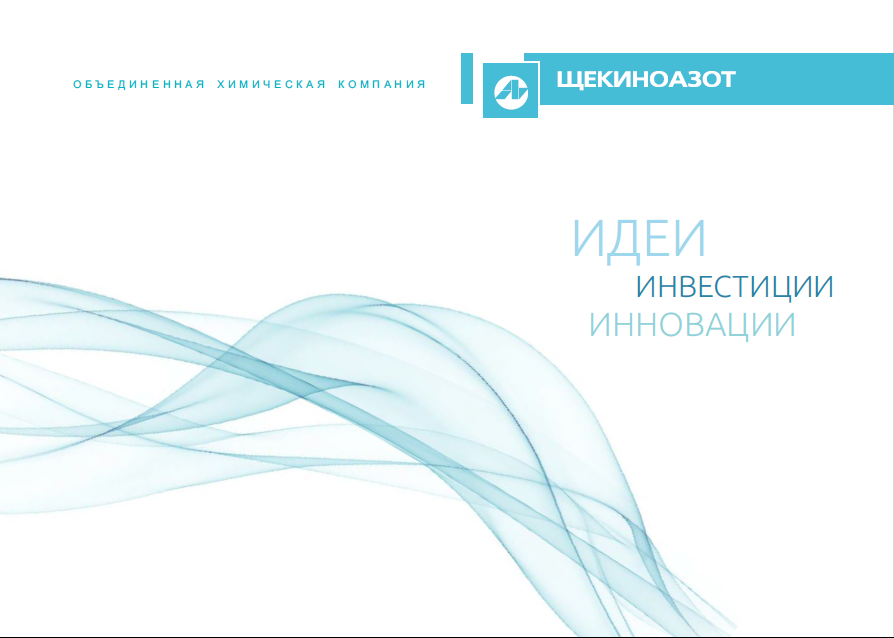 ОБЪЕДИНЕННАЯ ХИМИЧЕСКАЯ КОМПАНИЯ
ЩЕКИНОАЗОТ
ИДЕИ
ИНВЕСТИЦИИ
ИННОВАЦИИ